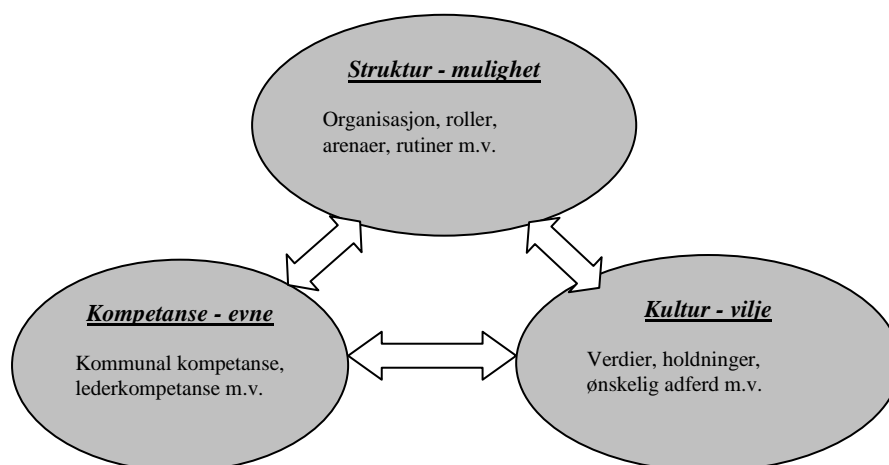 Struktur - mulighet
Organisasjon, roller,
arenaer, rutiner m.v.
Kompetanse - evne
Kommunal kompetanse,
lederkompetanse m.v.
Kultur - vilje
Verdier, holdninger,
ønskelig adferd m.v.